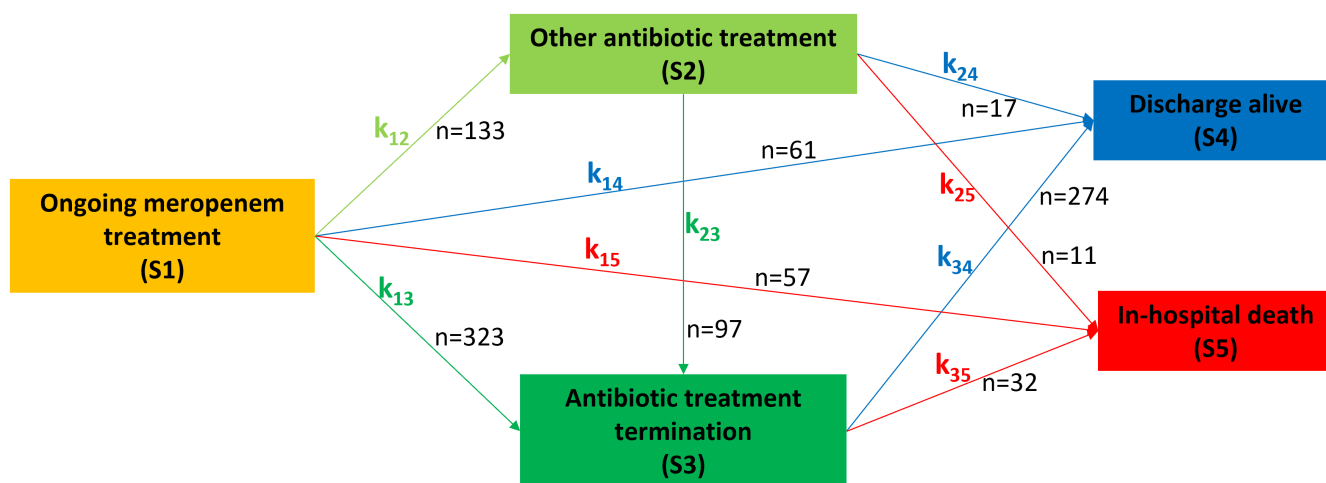 Other antibiotic treatment
(S2)
k24
n=17
Discharge alive
(S4)
k12
n=133
n=61
k14
Ongoing meropenem
treatment
(S1)
k25
n=274
k23
k15
n=57
k34
n=11
k13
n=323
n=97
In-hospital death
(S5)
k35
n=32
Antibiotic treatment
termination
(S3)